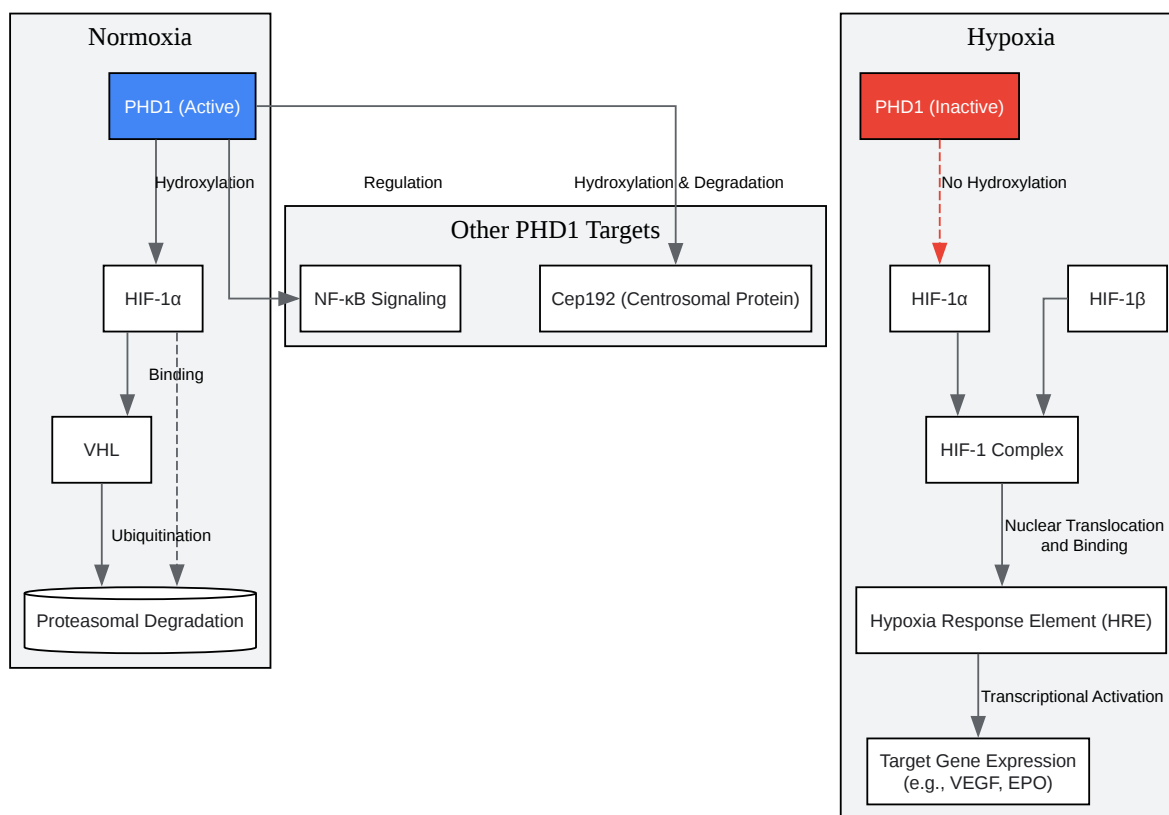 Normoxia
PHD1 (Active)
Hydroxylation
HIF-1α
Binding
VHL
Ubiquitination
Proteasomal Degradation
Regulation
Hydroxylation & Degradation
Other PHD1 Targets
NF-κB Signaling
Cep192 (Centrosomal Protein)
Hypoxia
PHD1 (Inactive)
No Hydroxylation
HIF-1α
HIF-1β
HIF-1 Complex
Nuclear Translocation
and Binding
Hypoxia Response Element (HRE)
Transcriptional Activation
Target Gene Expression
(e.g., VEGF, EPO)